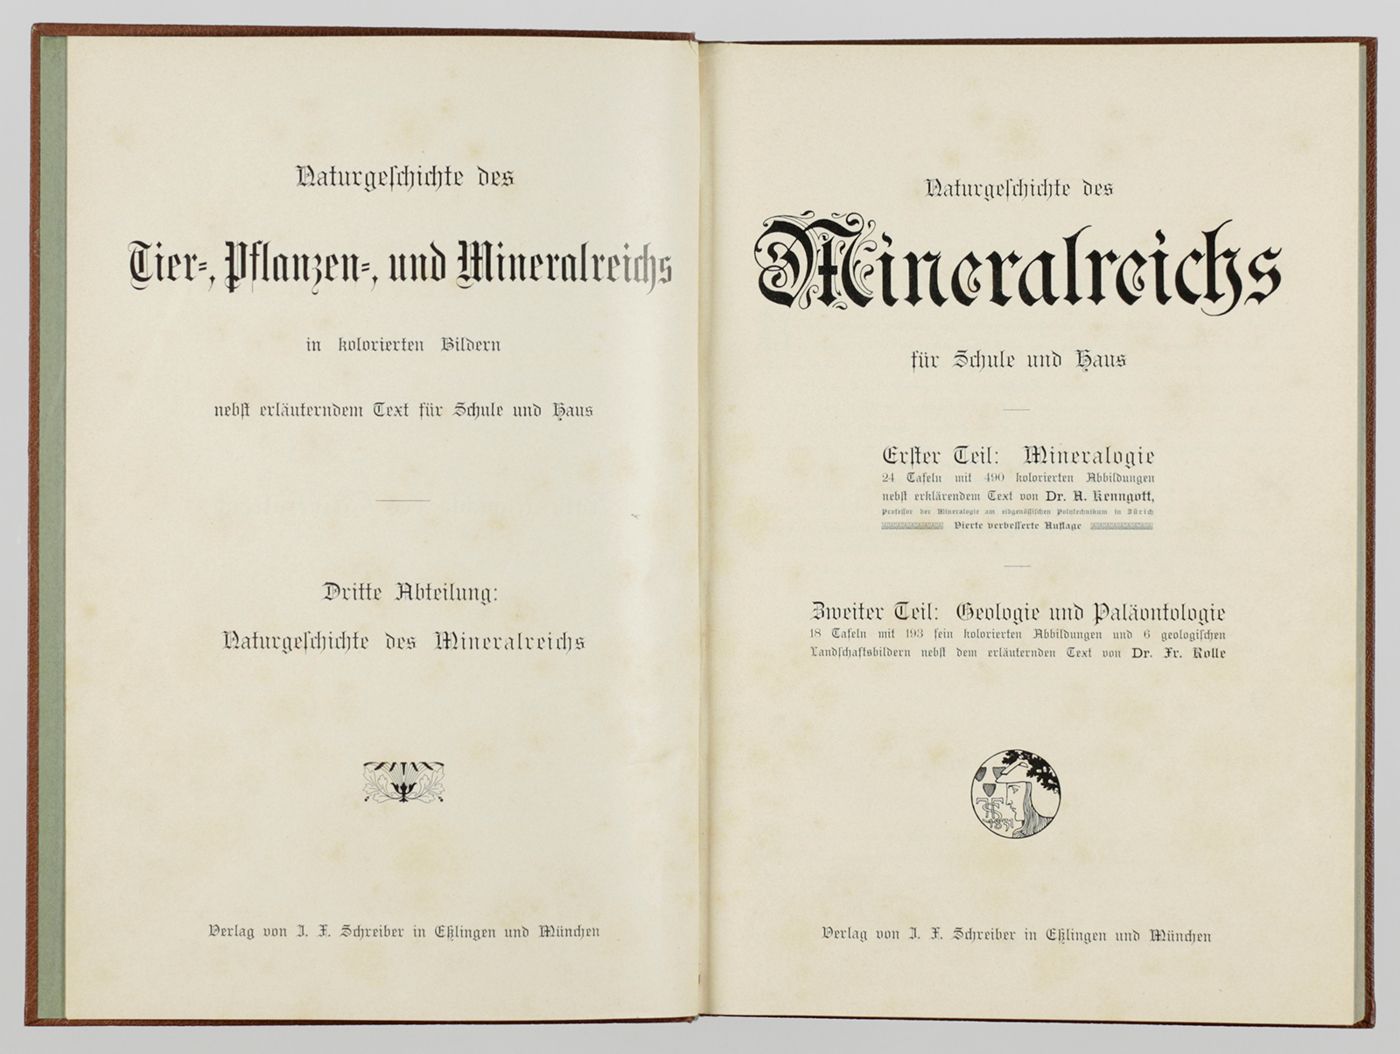 Naturgeschichte des
Tier-, Pflanzen-, und Mineralreichs
in kolorierten Bildern
nebst erläuterndem Text für Schule und Haus
Dritte Abteilung:
Naturgeschichte des Mineralreichs
Verlag von J. F. Schreiber in Eßlingen und München
Naturgeschichte des
Mineralreichs
für Schule und Haus
Erster Teil: Mineralogie
24 Tafeln mit 490 kolorierten Abbildungen
nebst erklärendem Text von Dr. A. Kenngott,
Professor der Mineralogie am eidgenössischen Polytechnikum in Zürich
Vierte verbesserte Auflage
Zweiter Teil: Geologie und Paläontologie
18 Tafeln mit 193 fein kolorierten Abbildungen und 6 geologischen
Landschaftsbildern nebst dem erläuternden Text von Dr. Fr. Rolle
1831
Verlag von J. F. Schreiber in Eßlingen und München